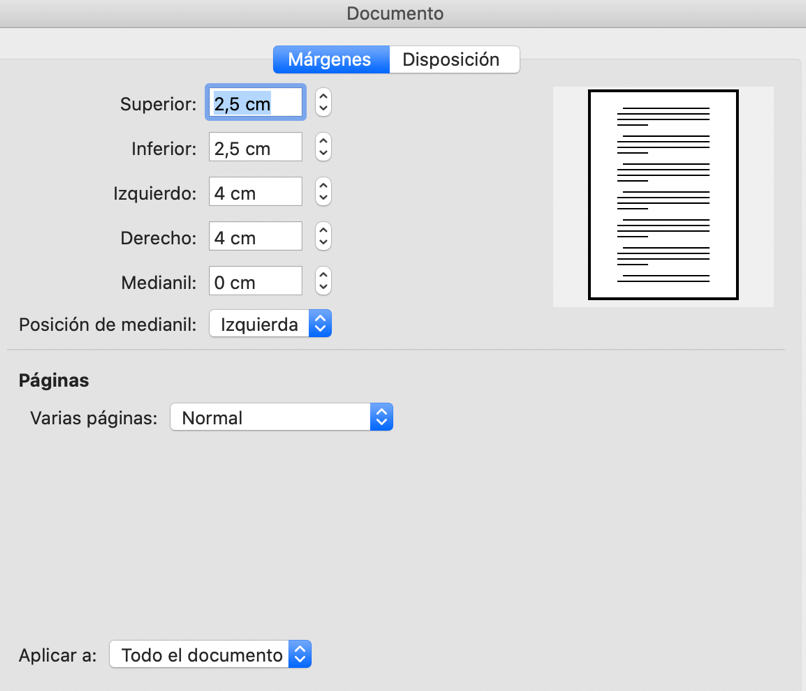 Documento
Márgenes Disposición
Superior: 2,5 cm
Inferior: 2,5 cm
Izquierdo: 4 cm
Derecho: 4 cm
Medianil: 0 cm
Posición de medianil: Izquierda
Páginas
Varias páginas: Normal
Aplicar a: Todo el documento